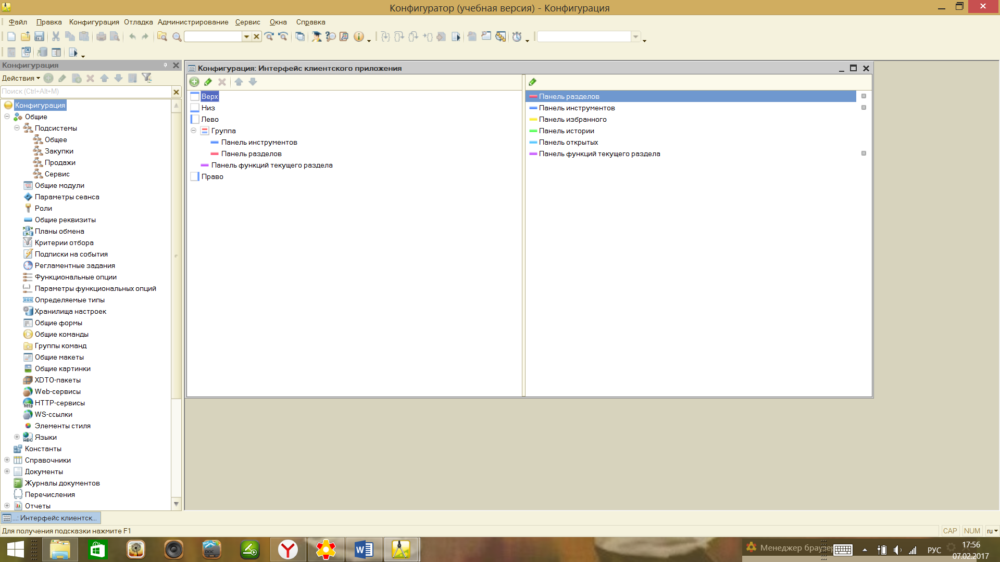 Конфигуратор (учебная версия) - Конфигурация
Файл Правка Конфигурация Отладка Администрирование Сервис Окна Справка
Конфигурация
Действия
Поиск (Ctrl+Alt+M)
Конфигурация
Общие
Подсистемы
Общее
Закупки
Продажи
Сервис
Общие модули
Параметры сеанса
Роли
Общие реквизиты
Планы обмена
Критерии отбора
Подписки на события
Регламентные задания
Функциональные опции
Параметры функциональных опций
Определяемые типы
Хранилища настроек
Общие формы
Общие команды
Группы команд
Общие макеты
Общие картинки
XDTO-пакеты
Web-сервисы
HTTP-сервисы
WS-ссылки
Элементы стиля
Языки
Константы
Справочники
Документы
Журналы документов
Перечисления
Отчеты
Конфигурация: Интерфейс клиентского приложения
Верх
Низ
Лево
Группа
Панель инструментов
Панель разделов
Панель функций текущего раздела
Право
Панель разделов
Панель инструментов
Панель избранного
Панель истории
Панель открытых
Панель функций текущего раздела
...: Интерфейс клиентск...
Для получения подсказки нажмите F1
CAP NUM ru
DOC
Менеджер браузер
РУС
17:56
07.02.2017